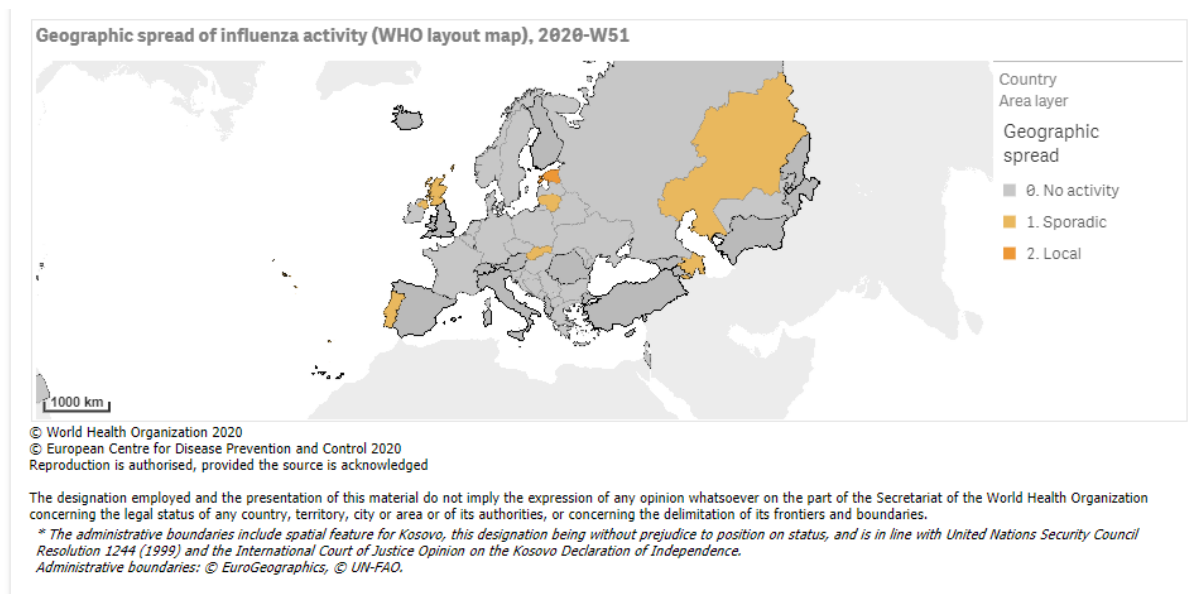 Geographic spread of influenza activity (WHO layout map), 2020-W51
Country
Area layer
Geographic
spread
0. No activity
1. Sporadic
2. Local
1000 km
© World Health Organization 2020
© European Centre for Disease Prevention and Control 2020
Reproduction is authorised, provided the source is acknowledged
The designation employed and the presentation of this material do not imply the expression of any opinion whatsoever on the part of the Secretariat of the World Health Organization
concerning the legal status of any country, territory, city or area or of its authorities, or concerning the delimitation of its frontiers and boundaries.
* The administrative boundaries include spatial feature for Kosovo, this designation being without prejudice to position on status, and is in line with United Nations Security Council
Resolution 1244 (1999) and the International Court of Justice Opinion on the Kosovo Declaration of Independence.
Administrative boundaries: © EuroGeographics, © UN-FAO.